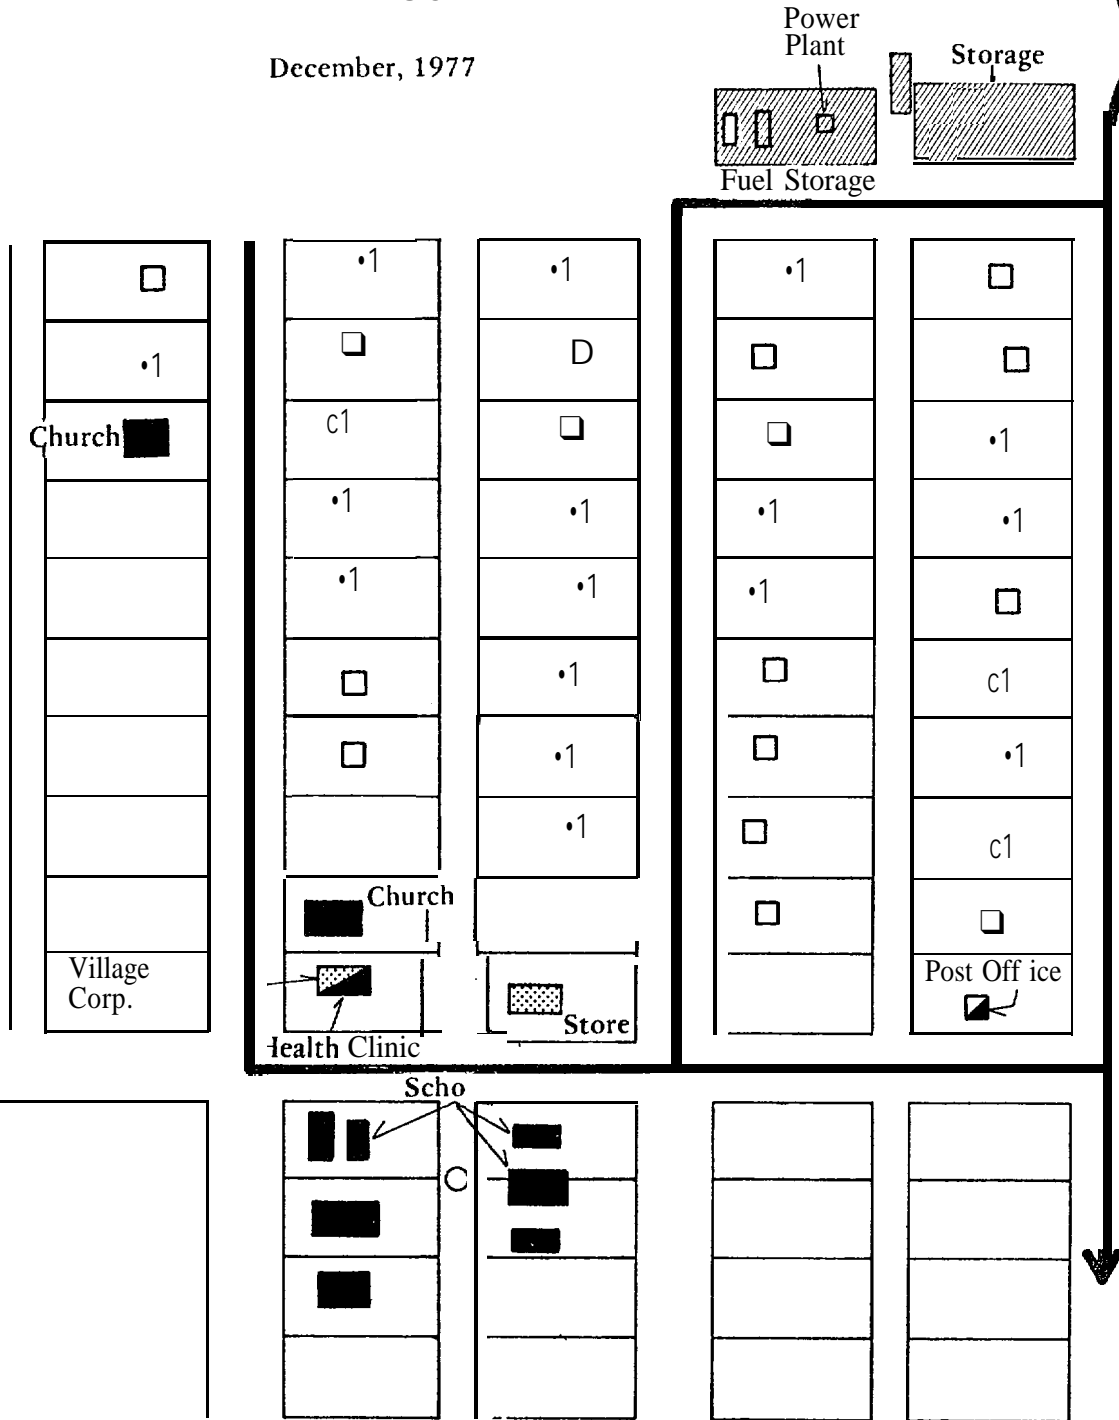 December, 1977
Power
Plant
Storage
Fuel Storage
•1 •1 •1
D
•1
Church
c1
•1
•1 •1 •1 •1
•1 •1 •1
•1 c1
•1 •1
•1 c1
Church
Village
Corp.
Post Off ice
Store
Health Clinic
Scho